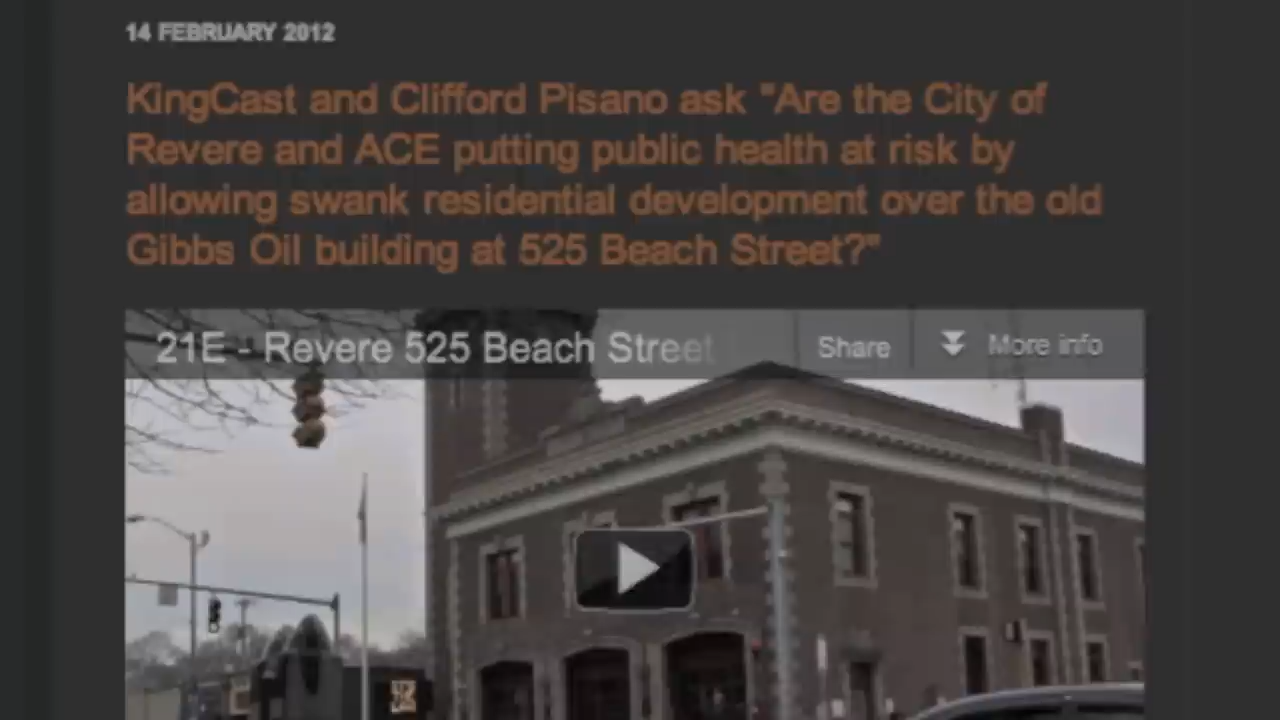 14 FEBRUARY 2012
KingCast and Clifford Pisano ask "Are the City of
Revere and ACE putting public health at risk by
allowing swank residential development over the old
Gibbs Oil building at 525 Beach Street?"
21E - Revere 525 Beach Street
Share
More info